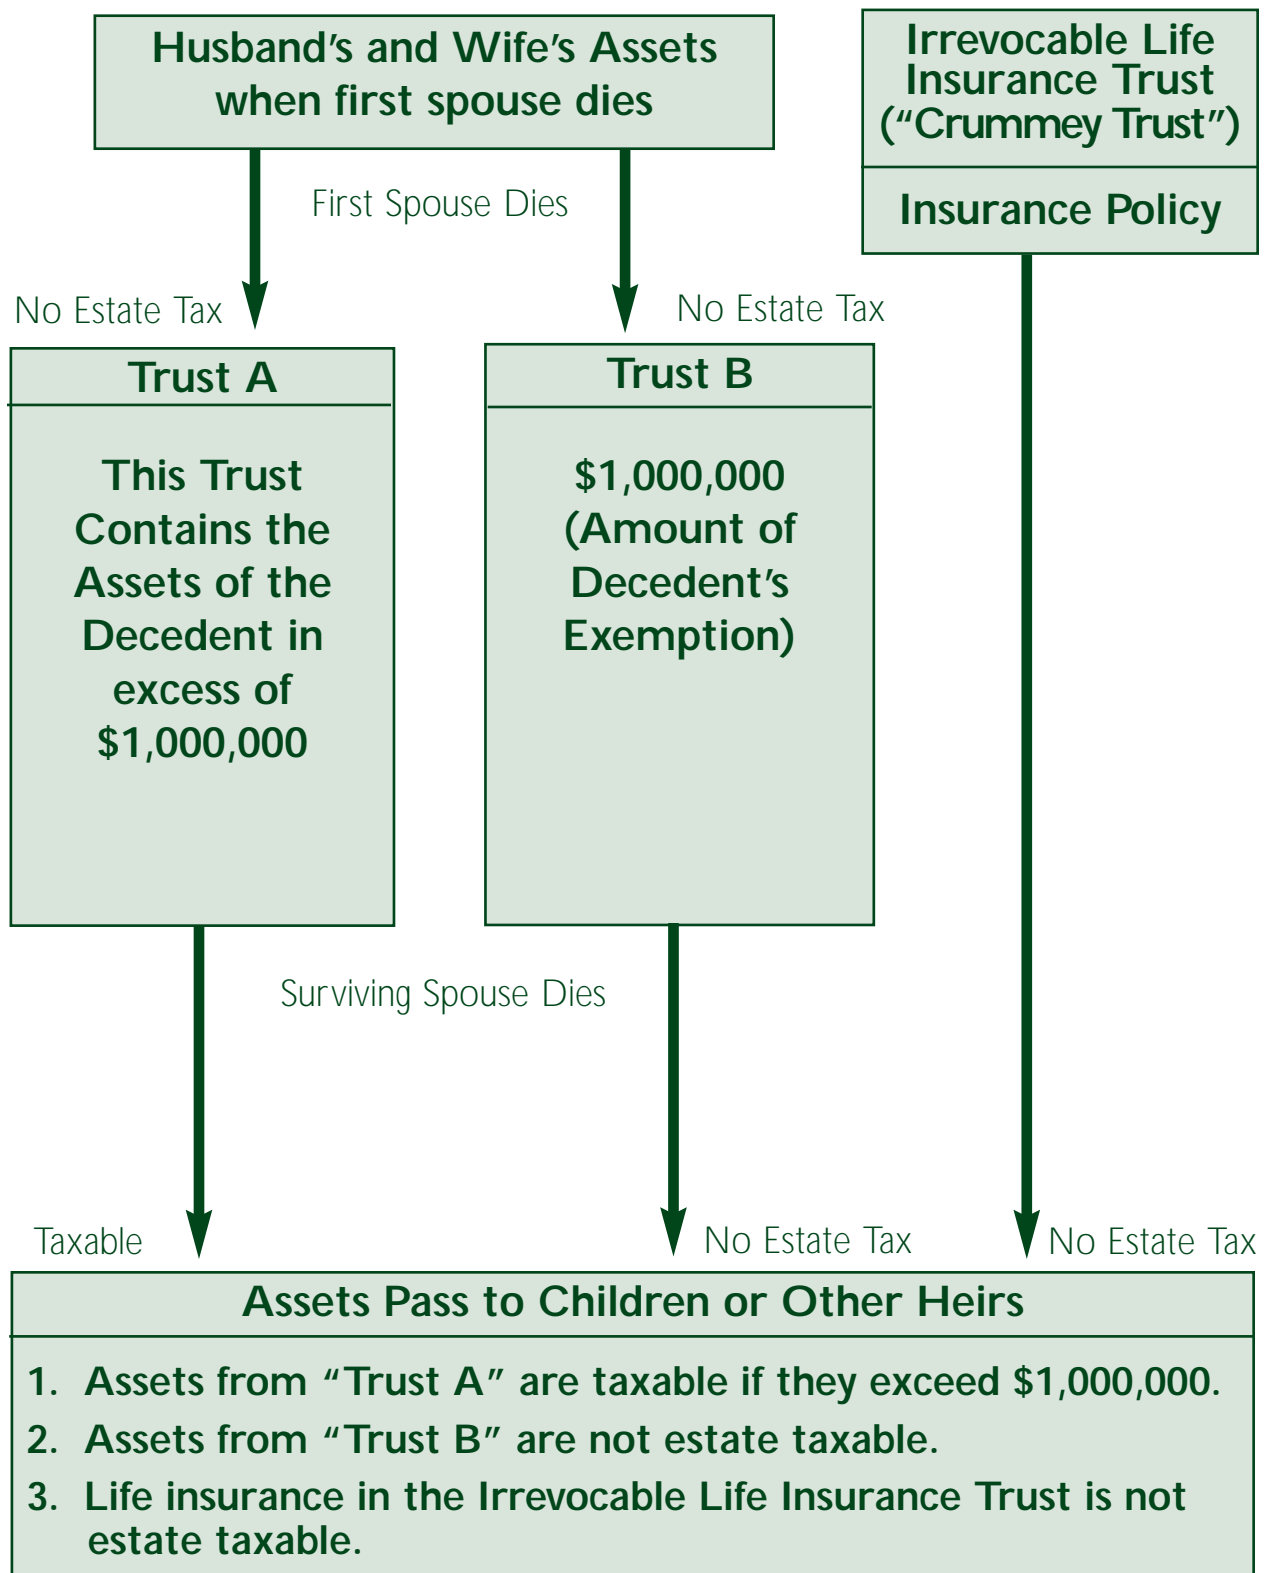 Husband's and Wife's Assets
when first spouse dies
Irrevocable Life
Insurance Trust
(“Crummey Trust”)
Insurance Policy
First Spouse Dies
No Estate Tax
No Estate Tax
Trust A
This Trust
Contains the
Assets of the
Decedent in
excess of
$1,000,000
Trust B
$1,000,000
(Amount of
Decedent's
Exemption)
Surviving Spouse Dies
Taxable
No Estate Tax
No Estate Tax
Assets Pass to Children or Other Heirs
1. Assets from “Trust A” are taxable if they exceed $1,000,000.
2. Assets from “Trust B” are not estate taxable.
3. Life insurance in the Irrevocable Life Insurance Trust is not
estate taxable.